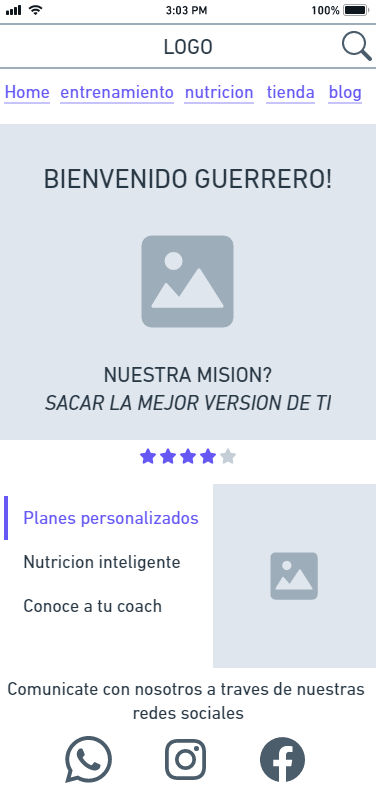 3:03 PM
100%
LOGO
Home entrenamiento nutricion tienda blog
BIENVENIDO GUERRERO!
NUESTRA MISION?
SACAR LA MEJOR VERSION DE TI
Planes personalizados
Nutricion inteligente
Conoce a tu coach
Comunicate con nosotros a traves de nuestras
redes sociales